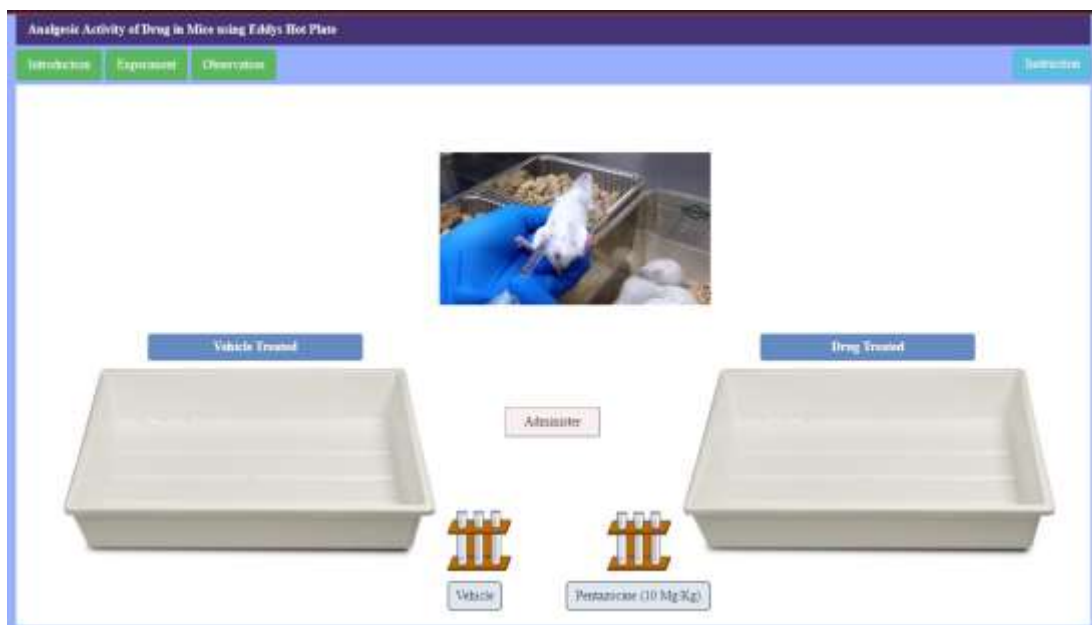 Analgesic Activity of Drug in Mice using Eddys Hot Plate
Introduction Experiment Observation Instruction
Vehicle Treated Drug Treated
Administer
Vehicle Pentazocine (10 Mg/Kg)